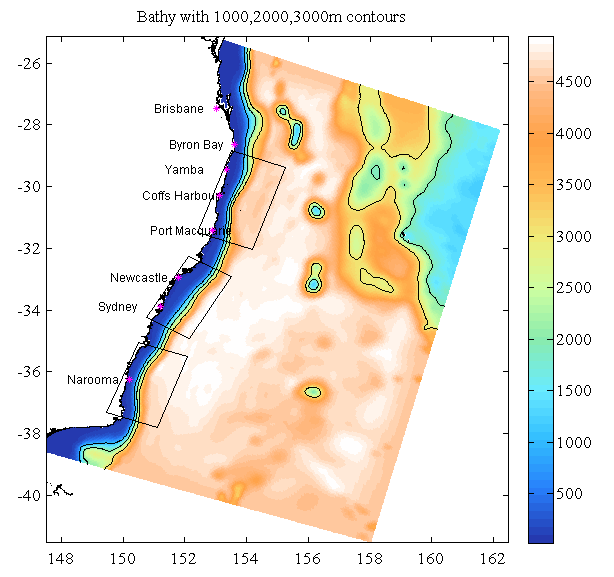 Bathy with 1000,2000,3000m contours
-26
-28
-30
-32
-34
-36
-38
-40
Brisbane
Byron Bay
Yamba
Coffs Harbour
Port Macquarie
Newcastle
Sydney
Narooma
148
150
152
154
156
158
160
162
4500
4000
3500
3000
2500
2000
1500
1000
500